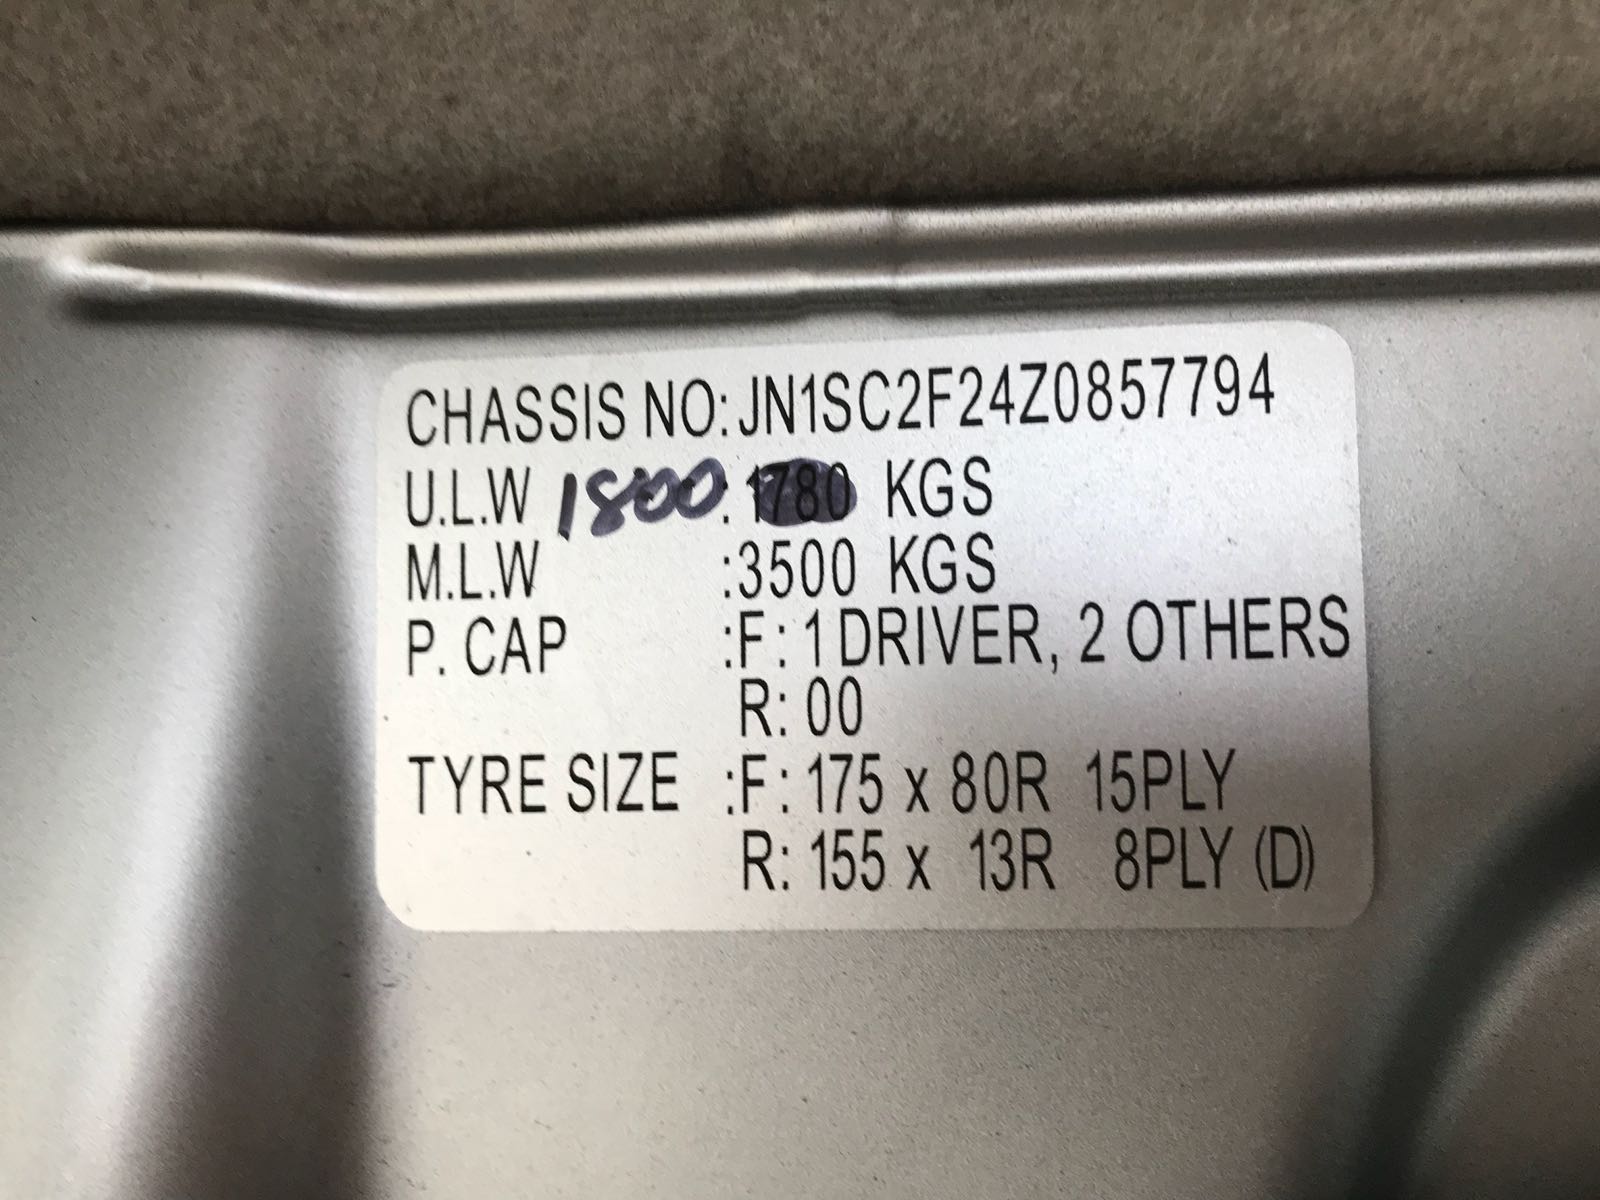 CHASSIS NO: JN1SC2F24Z0857794
U.L.W 1800 : 1780 KGS
M.L.W :3500 KGS
P. CAP :F: 1 DRIVER, 2 OTHERS
R: 00
TYRE SIZE :F: 175 x 80R 15PLY
R: 155 x 13R 8PLY (D)